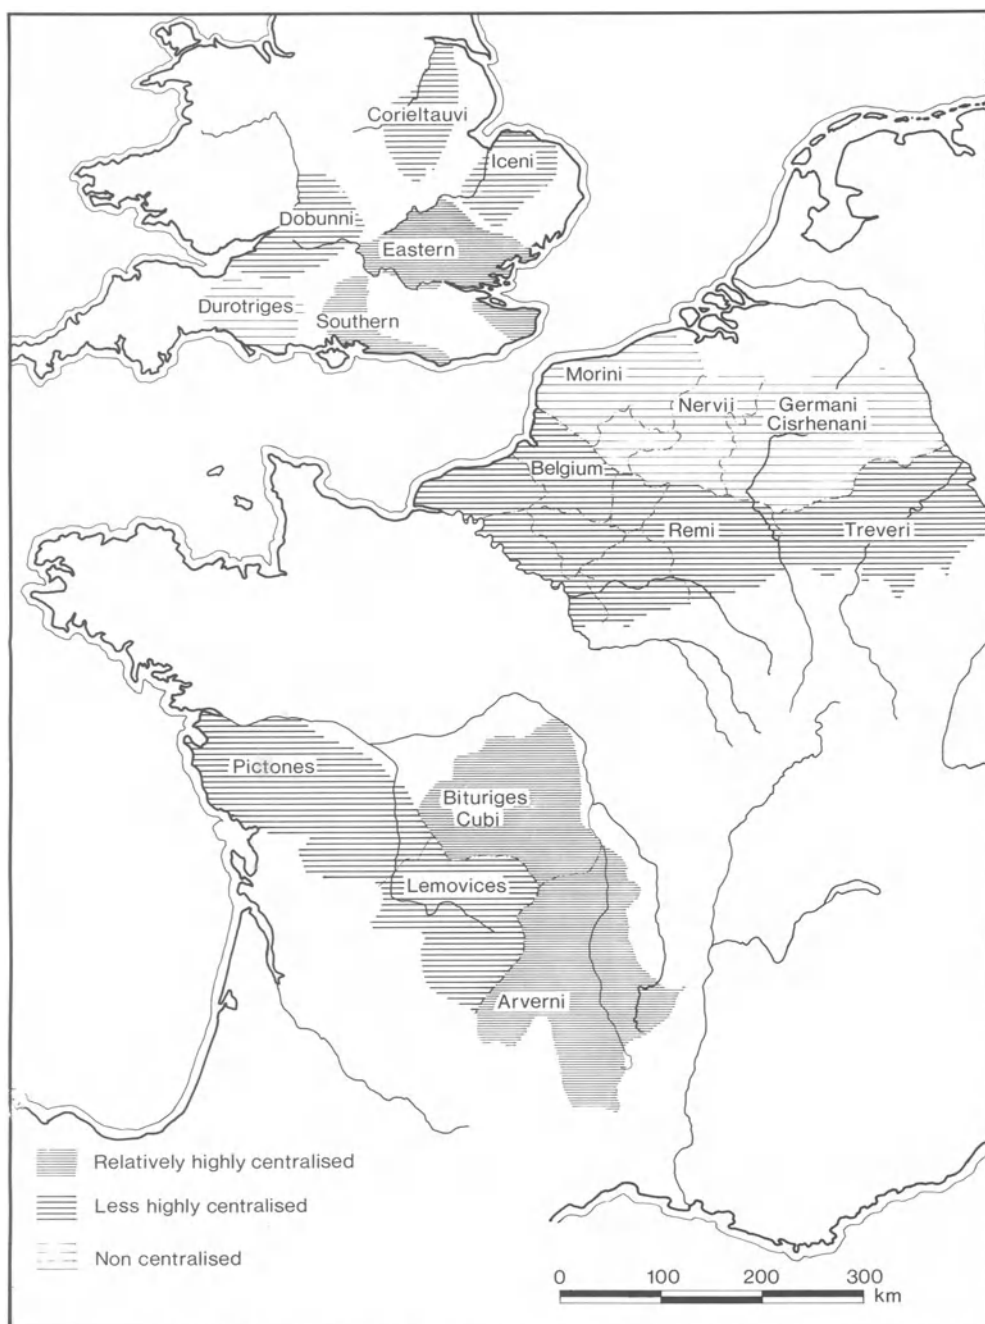 Corieltauvi
Iceni
Dobunni
Eastern
Durotriges
Southern
Morini
Nervii
Germani
Cisrhenani
Belgium
Remi
Treveri
Pictones
Bituriges
Cubi
Lemovices
Arverni
Relatively highly centralised
Less highly centralised
Non centralised
0 100 200 300
km